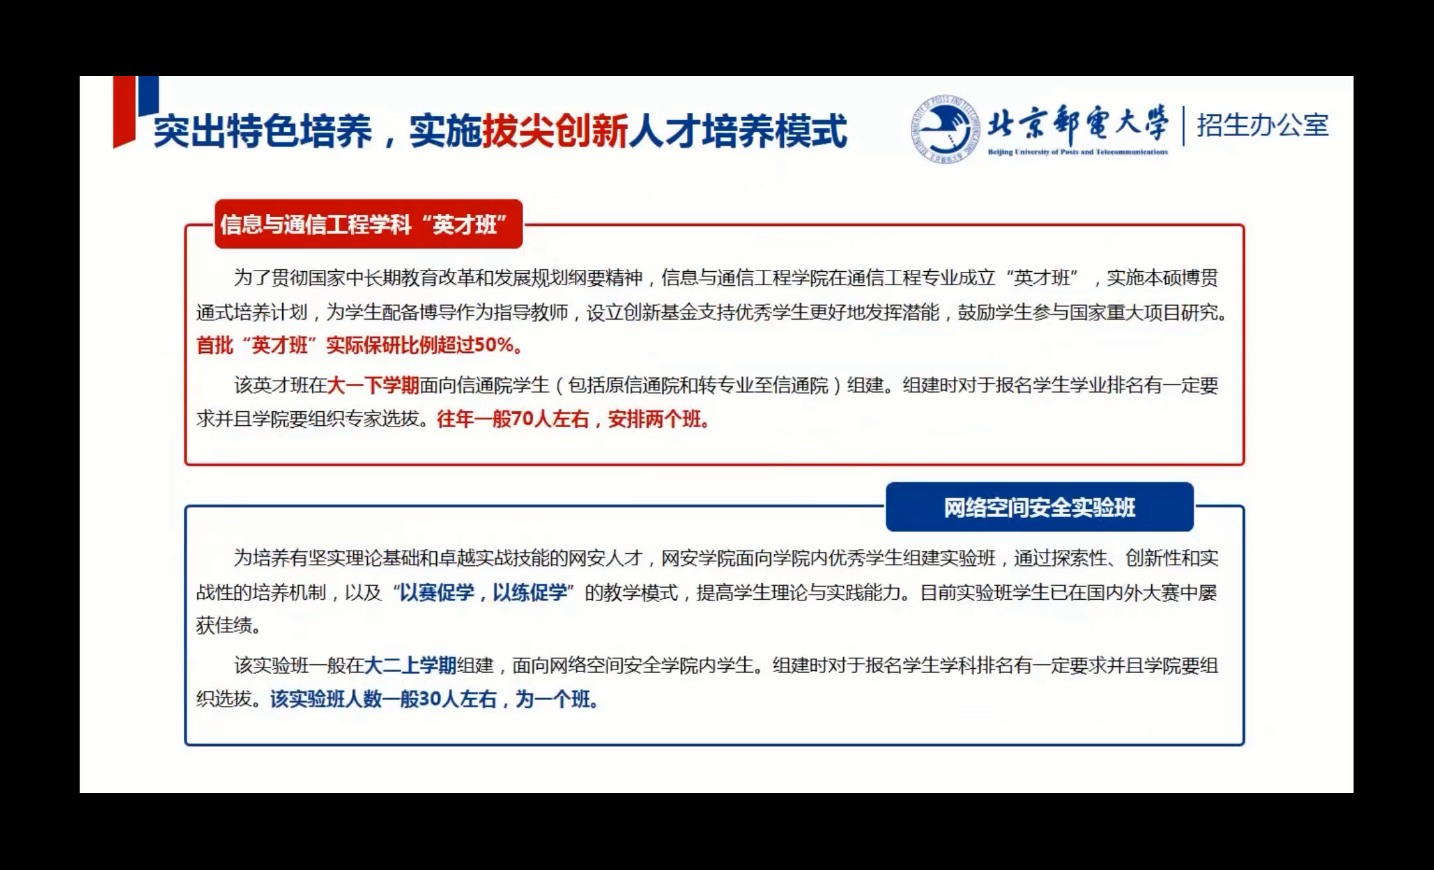 突出特色培养，实施拔尖创新人才培养模式
北京郵電大学
Beijing University of Posts and Telecommunications
招生办公室
信息与通信工程学科“英才班”
为了贯彻国家中长期教育改革和发展规划纲要精神，信息与通信工程学院在通信工程专业成立“英才班”，实施本硕博贯
通式培养计划，为学生配备博导作为指导教师，设立创新基金支持优秀学生更好地发挥潜能，鼓励学生参与国家重大项目研究。
首批“英才班”实际保研比例超过50%。
该英才班在大一下学期面向信通院学生（包括原信通院和转专业至信通院）组建。组建时对于报名学生学业排名有一定要
求并且学院要组织专家选拔。往年一般70人左右，安排两个班。
网络空间安全实验班
为培养有坚实理论基础和卓越实战技能的网安人才，网安学院面向学院内优秀学生组建实验班，通过探索性、创新性和实
战性的培养机制，以及“以赛促学，以练促学”的教学模式，提高学生理论与实践能力。目前实验班学生已在国内外大赛中屡
获佳绩。
该实验班一般在大二上学期组建，面向网络空间安全学院内学生。组建时对于报名学生学科排名有一定要求并且学院要组
织选拔。该实验班人数一般30人左右，为一个班。